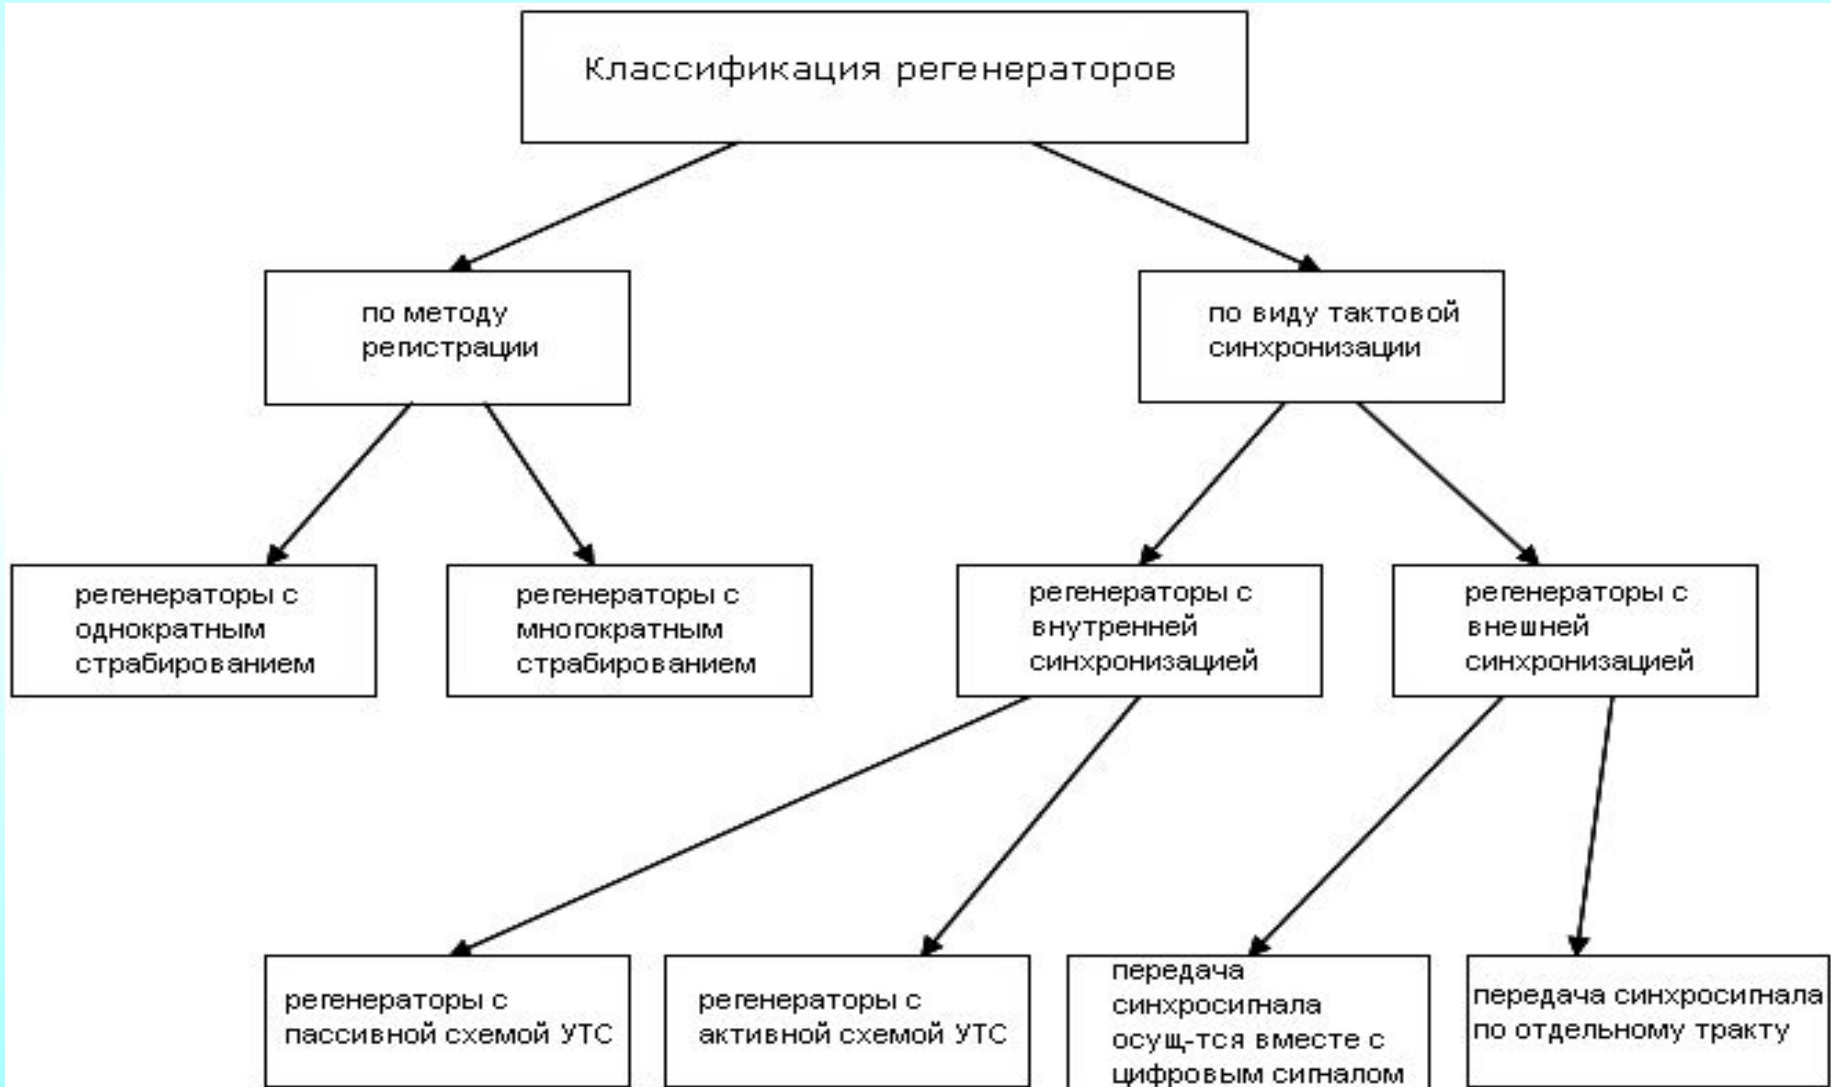 Классификация регенераторов
по методу
регистрации
по виду тактовой
синхронизации
регенераторы с
однократным
страбированием
регенераторы с
многократным
страбированием
регенераторы с
внутренней
синхронизацией
регенераторы с
внешней
синхронизацией
регенераторы с
пассивной схемой УТС
регенераторы с
активной схемой УТС
передача
синхросигнала
осущ-тся вместе с
цифровым сигналом
передача синхросигнала
по отдельному тракту